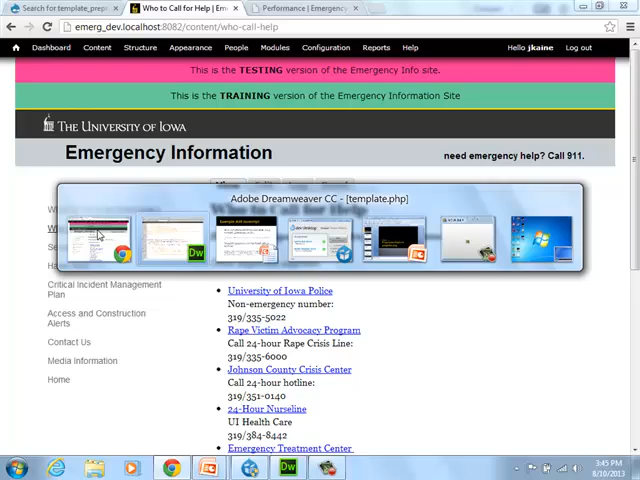 Search for template_prepr
Who to Call for Help | Eme
Performance | Emergency
emerg_dev.localhost:8082/content/who-call-help
Dashboard Content Structure Appearance People Modules Configuration Reports Help Hello jkaine Log out
This is the TESTING version of the Emergency Info site.
This is the TRAINING version of the Emergency Information Site
THE UNIVERSITY OF IOWA
Emergency Information
need emergency help? Call 911.
Adobe Dreamweaver CC - [template.php]
Critical Incident Management
Plan
Access and Construction
Alerts
Contact Us
Media Information
Home
University of Iowa Police
Non-emergency number:
319/335-5022
Rape Victim Advocacy Program
Call 24-hour Rape Crisis Line:
319/335-6000
Johnson County Crisis Center
Call 24-hour hotline:
319/351-0140
24-Hour Nurseline
UI Health Care
319/384-8442
Emergency Treatment Center
3:45 PM
8/10/2013